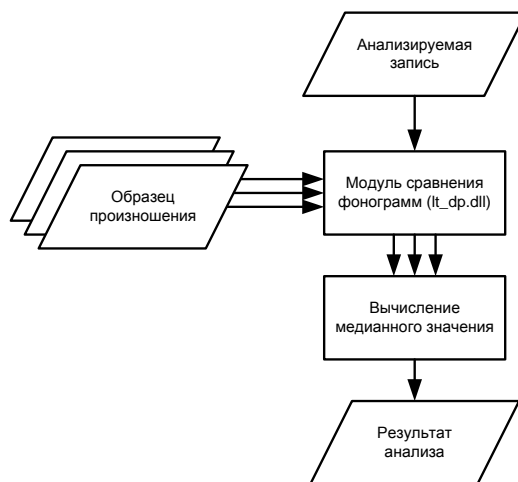 Анализируемая
запись
Образец
произношения
Модуль сравнения
фонограмм (lt_dp.dll)
Вычисление
медианного значения
Результат
анализа